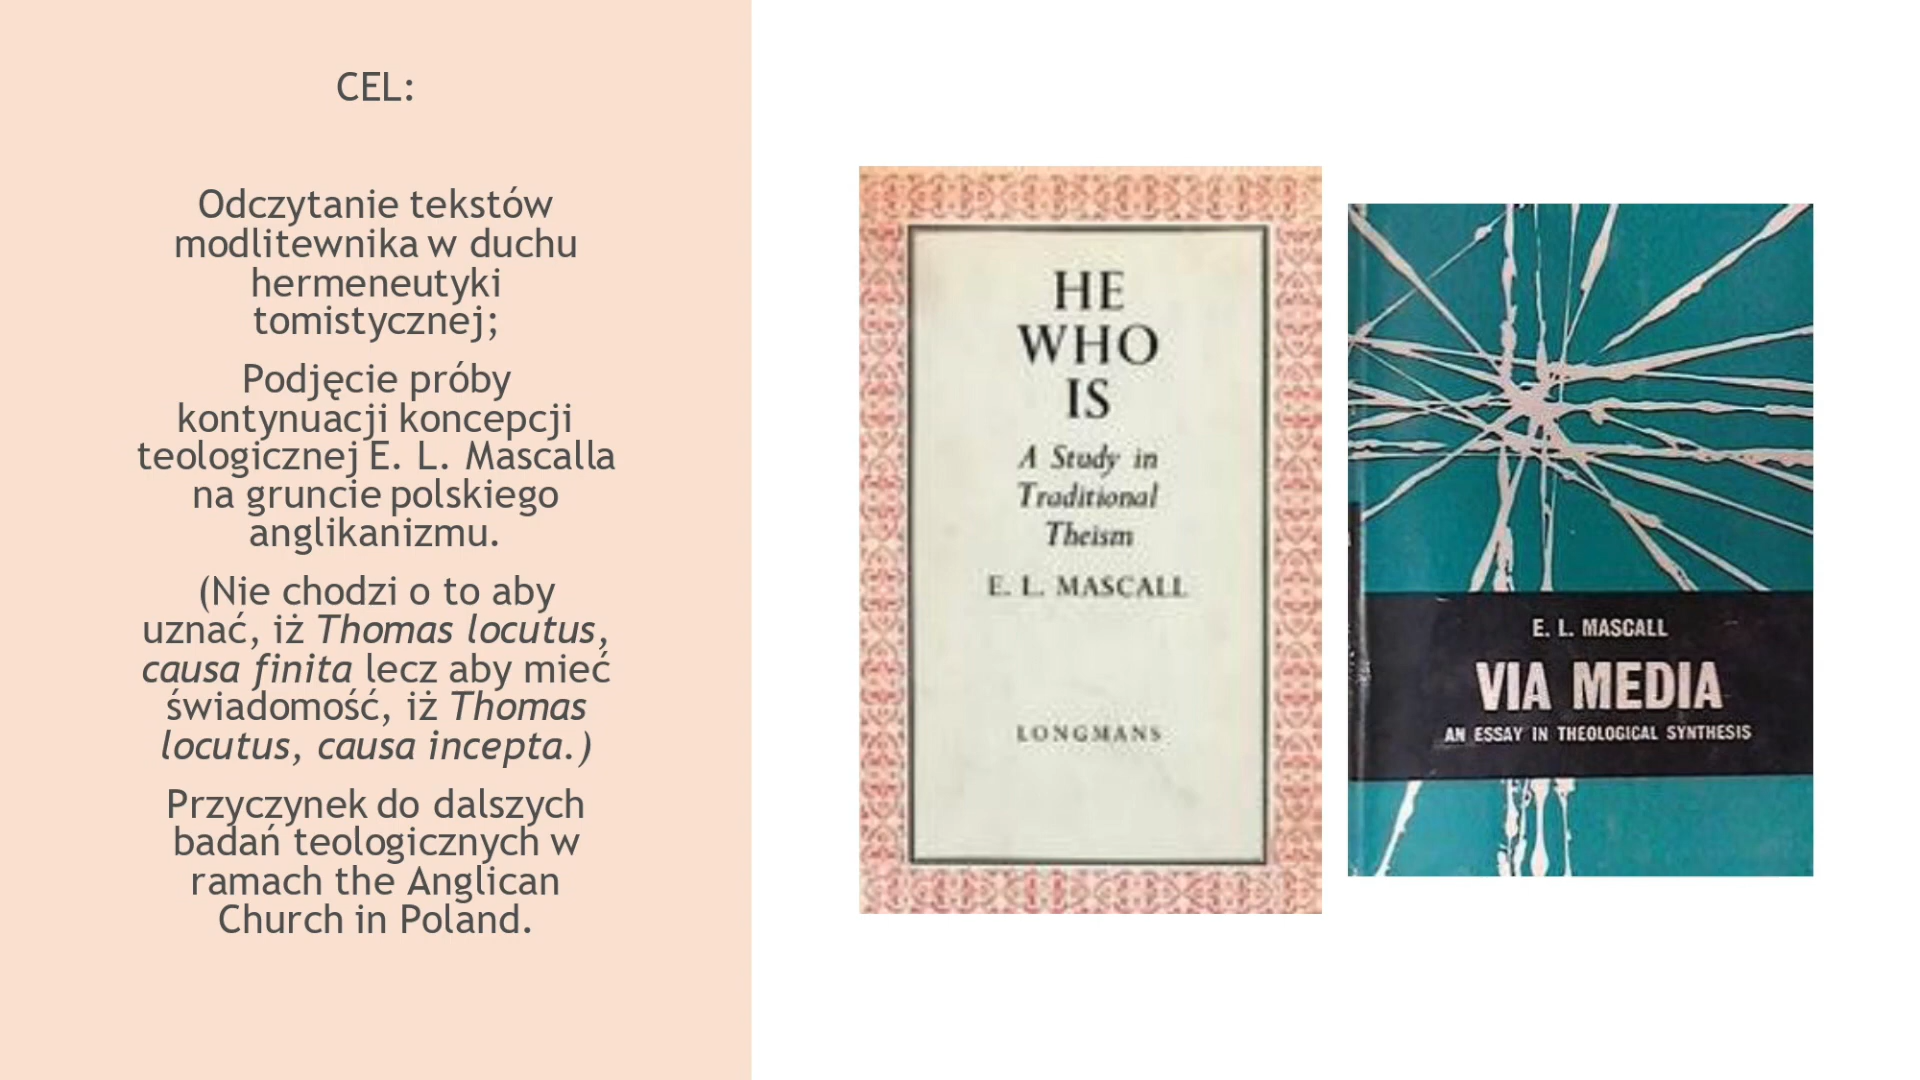 CEL:
Odczytanie tekstów
modlitewnika w duchu
hermeneutyki
tomistycznej;
Podjęcie próby
kontynuacji koncepcji
teologicznej E. L. Mascalla
na gruncie polskiego
anglikanizmu.
(Nie chodzi o to aby
uznać, iż Thomas locutus,
causa finita lecz aby mieć
świadomość, iż Thomas
locutus, causa incepta.)
Przyczynek do dalszych
badań teologicznych w
ramach the Anglican
Church in Poland.
HE
WHO
IS
A Study in
Traditional
Theism
E. L. MASCALL
LONGMANS
E. L. MASCALL
VIA MEDIA
AN ESSAY IN THEOLOGICAL SYNTHESIS